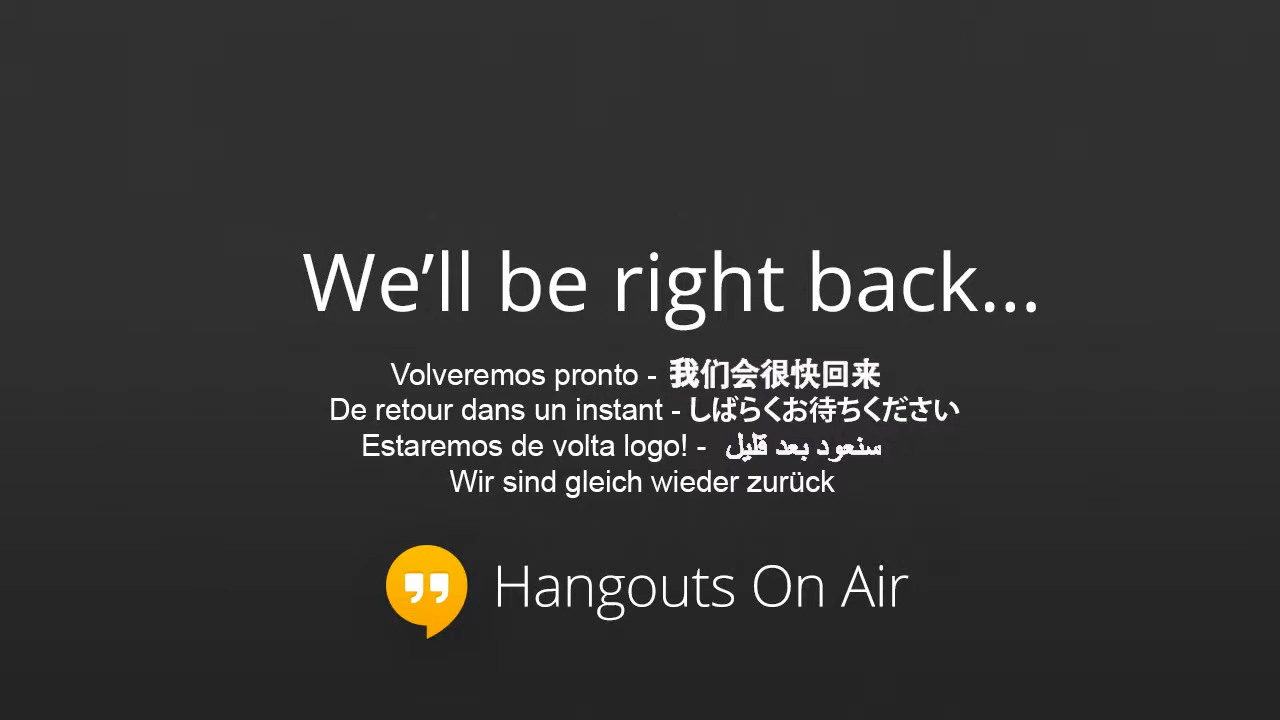 We'll be right back...
Volveremos pronto - 我们会很快回来
De retour dans un instant - しばらくお待ちください
Estaremos de volta logo! - سنعود بعد قليل
Wir sind gleich wieder zurück
Hangouts On Air